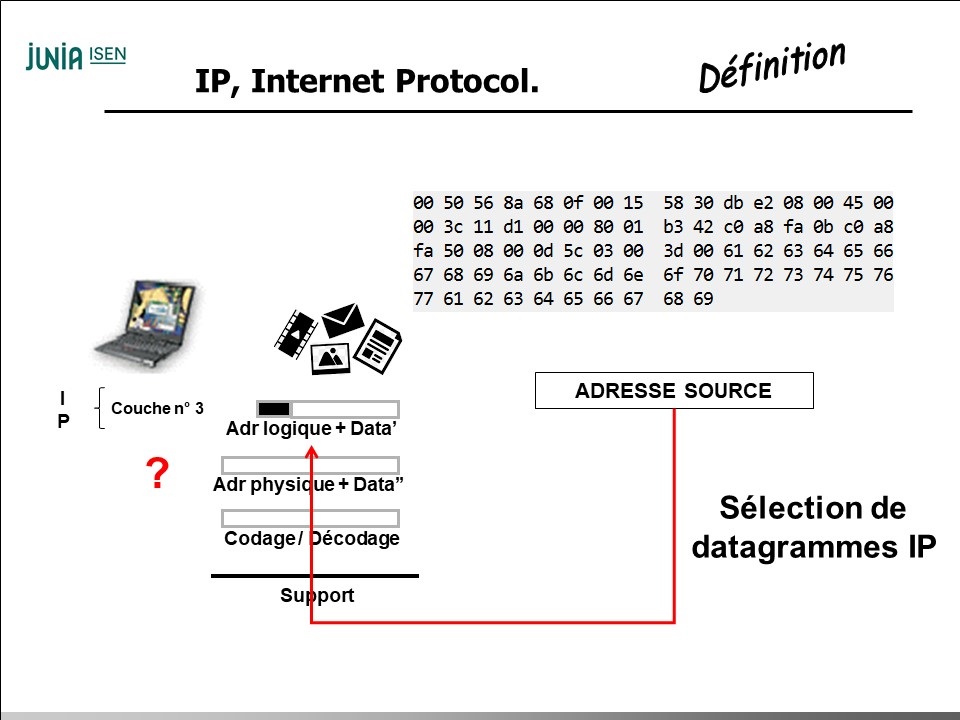 JUNIA ISEN
IP, Internet Protocol.
Définition
00 50 56 8a 68 0f 00 15 58 30 db e2 08 00 45 00
00 3c 11 d1 00 00 80 01 b3 42 c0 a8 fa 0b c0 a8
fa 50 08 00 0d 5c 03 00 3d 00 61 62 63 64 65 66
67 68 69 6a 6b 6c 6d 6e 6f 70 71 72 73 74 75 76
77 61 62 63 64 65 66 67 68 69
I
P
Couche n° 3
ADRESSE SOURCE
Adr logique + Data’
?
Adr physique + Data’’
Sélection de
datagrammes IP
Codage / Décodage
Support